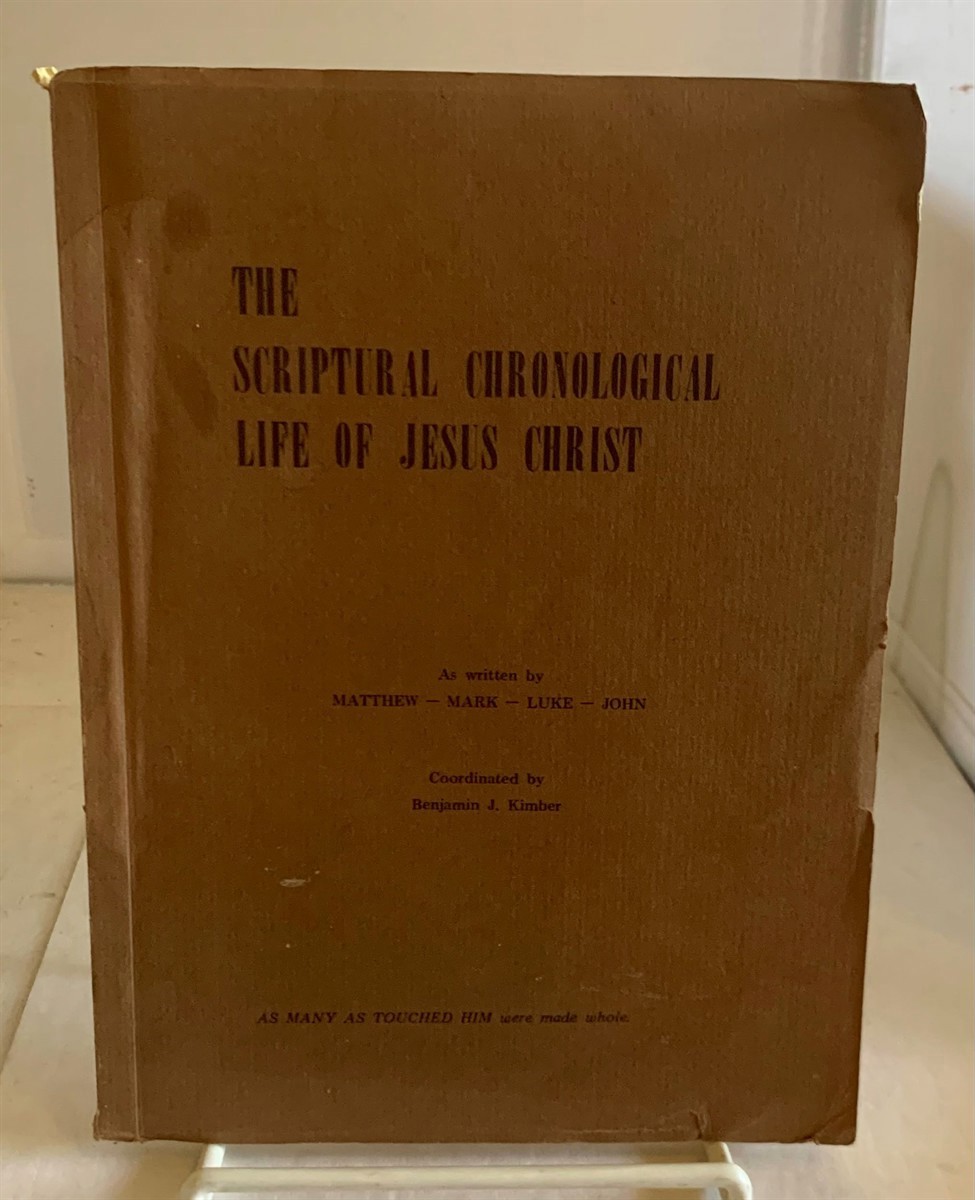 THE
SCRIPTURAL CHRONOLOGICAL
LIFE OF JESUS CHRIST
As written by
MATTHEW — MARK — LUKE — JOHN
Coordinated by
Benjamin J. Kimber
AS MANY AS TOUCHED HIM were made whole.